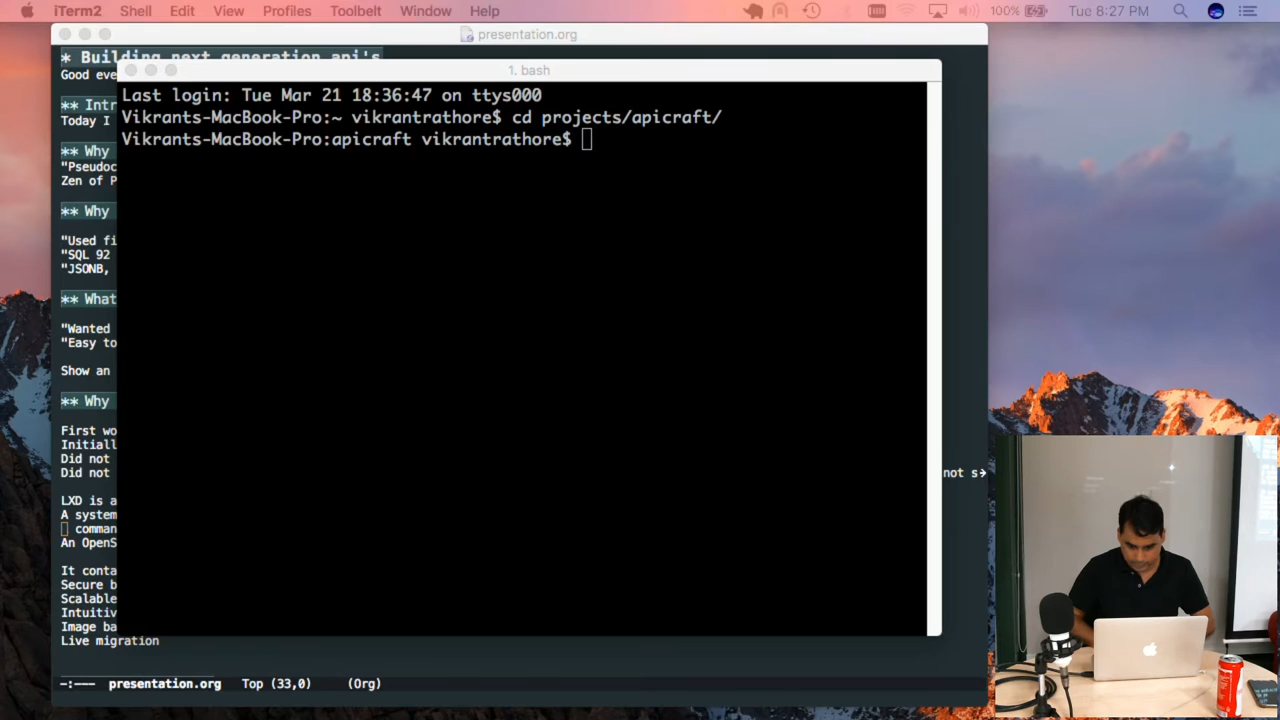 iTerm2 Shell Edit View Profiles Toolbelt Window Help 100% Tue 8:27 PM
presentation.org
* Building next generation api's
Good eve
1. bash
Last login: Tue Mar 21 18:36:47 on ttys000
Vikrants-MacBook-Pro:~ vikrantrathore$ cd projects/apicraft/
Vikrants-MacBook-Pro:apicraft vikrantrathore$
** Intr
Today I
** Why
"Pseudoc
Zen of P
** Why
"Used fi
"SQL 92
"JSONB,
** What
"Wanted
"Easy to
Show an
** Why
First wo
Initiall
Did not
Did not
not s→
LXD is a
A system
comman
An OpenS
It conta
Secure b
Scalable
Intuitiv
Image ba
Live migration
-:--- presentation.org Top (33,0) (Org)